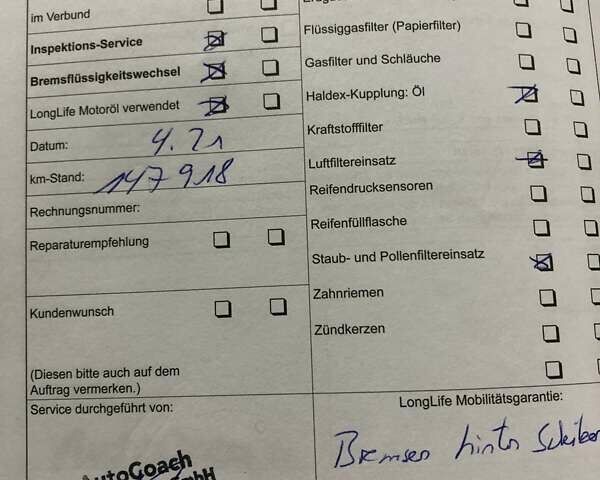 im Verbund
Inspektions-Service
Bremsflüssigkeitswechsel
LongLife Motoröl verwendet
Datum: 4.21
km-Stand: 147918
Rechnungsnummer:
Reparaturempfehlung
Kundenwunsch
(Diesen bitte auch auf dem
Auftrag vermerken.)
Service durchgeführt von:
AutoCoach
GmbH
Flüssiggasfilter (Papierfilter)
Gasfilter und Schläuche
Haldex-Kupplung: Öl
Kraftstofffilter
Luftfiltereinsatz
Reifendrucksensoren
Reifenfüllflasche
Staub- und Pollenfiltereinsatz
Zahnriemen
Zündkerzen
LongLife Mobilitätsgarantie:
Bremsen hinten